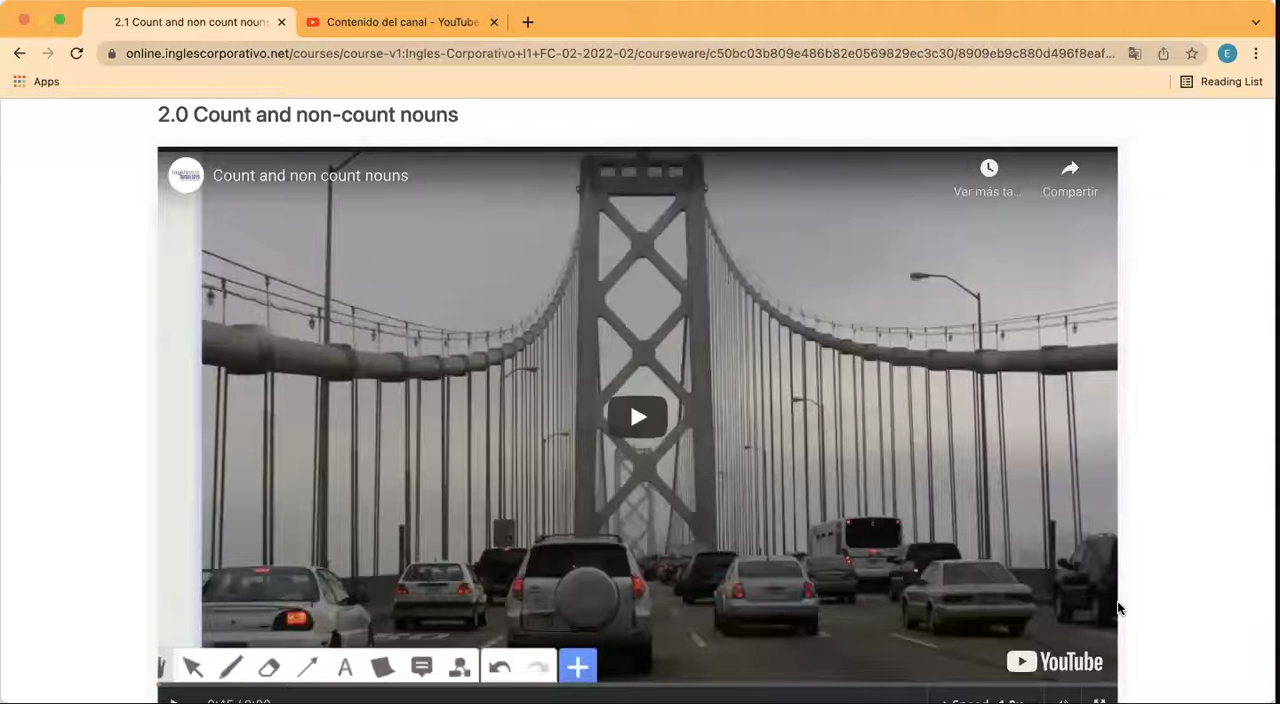 2.1 Count and non count nouns
Contenido del canal - YouTube
online.inglescorporativo.net/courses/course-v1:Ingles-Corporativo+I1+FC-02-2022-02/courseware/c50bc03b809e486b82e0569829ec3c30/8909eb9c880d496f8eaf...
E
Apps
Reading List
2.0 Count and non-count nouns
Count and non count nouns
Ver más ta...
Compartir
A
YouTube